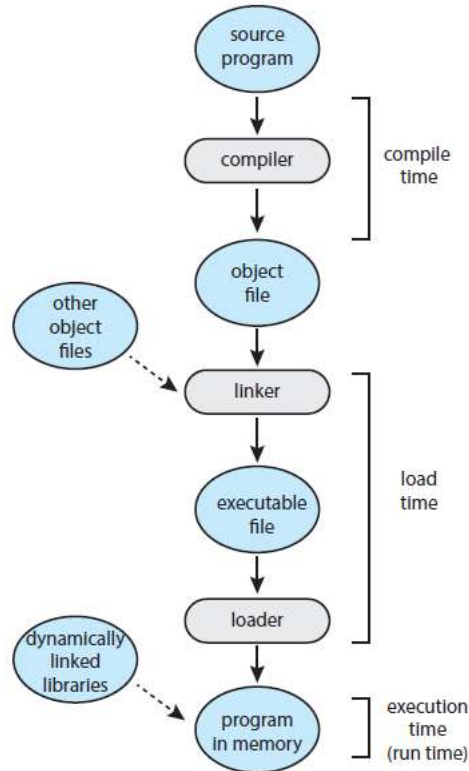 source
program
compiler
compile
time
object
file
other
object
files
linker
load
time
executable
file
loader
dynamically
linked
libraries
program
in memory
execution
time
(run time)